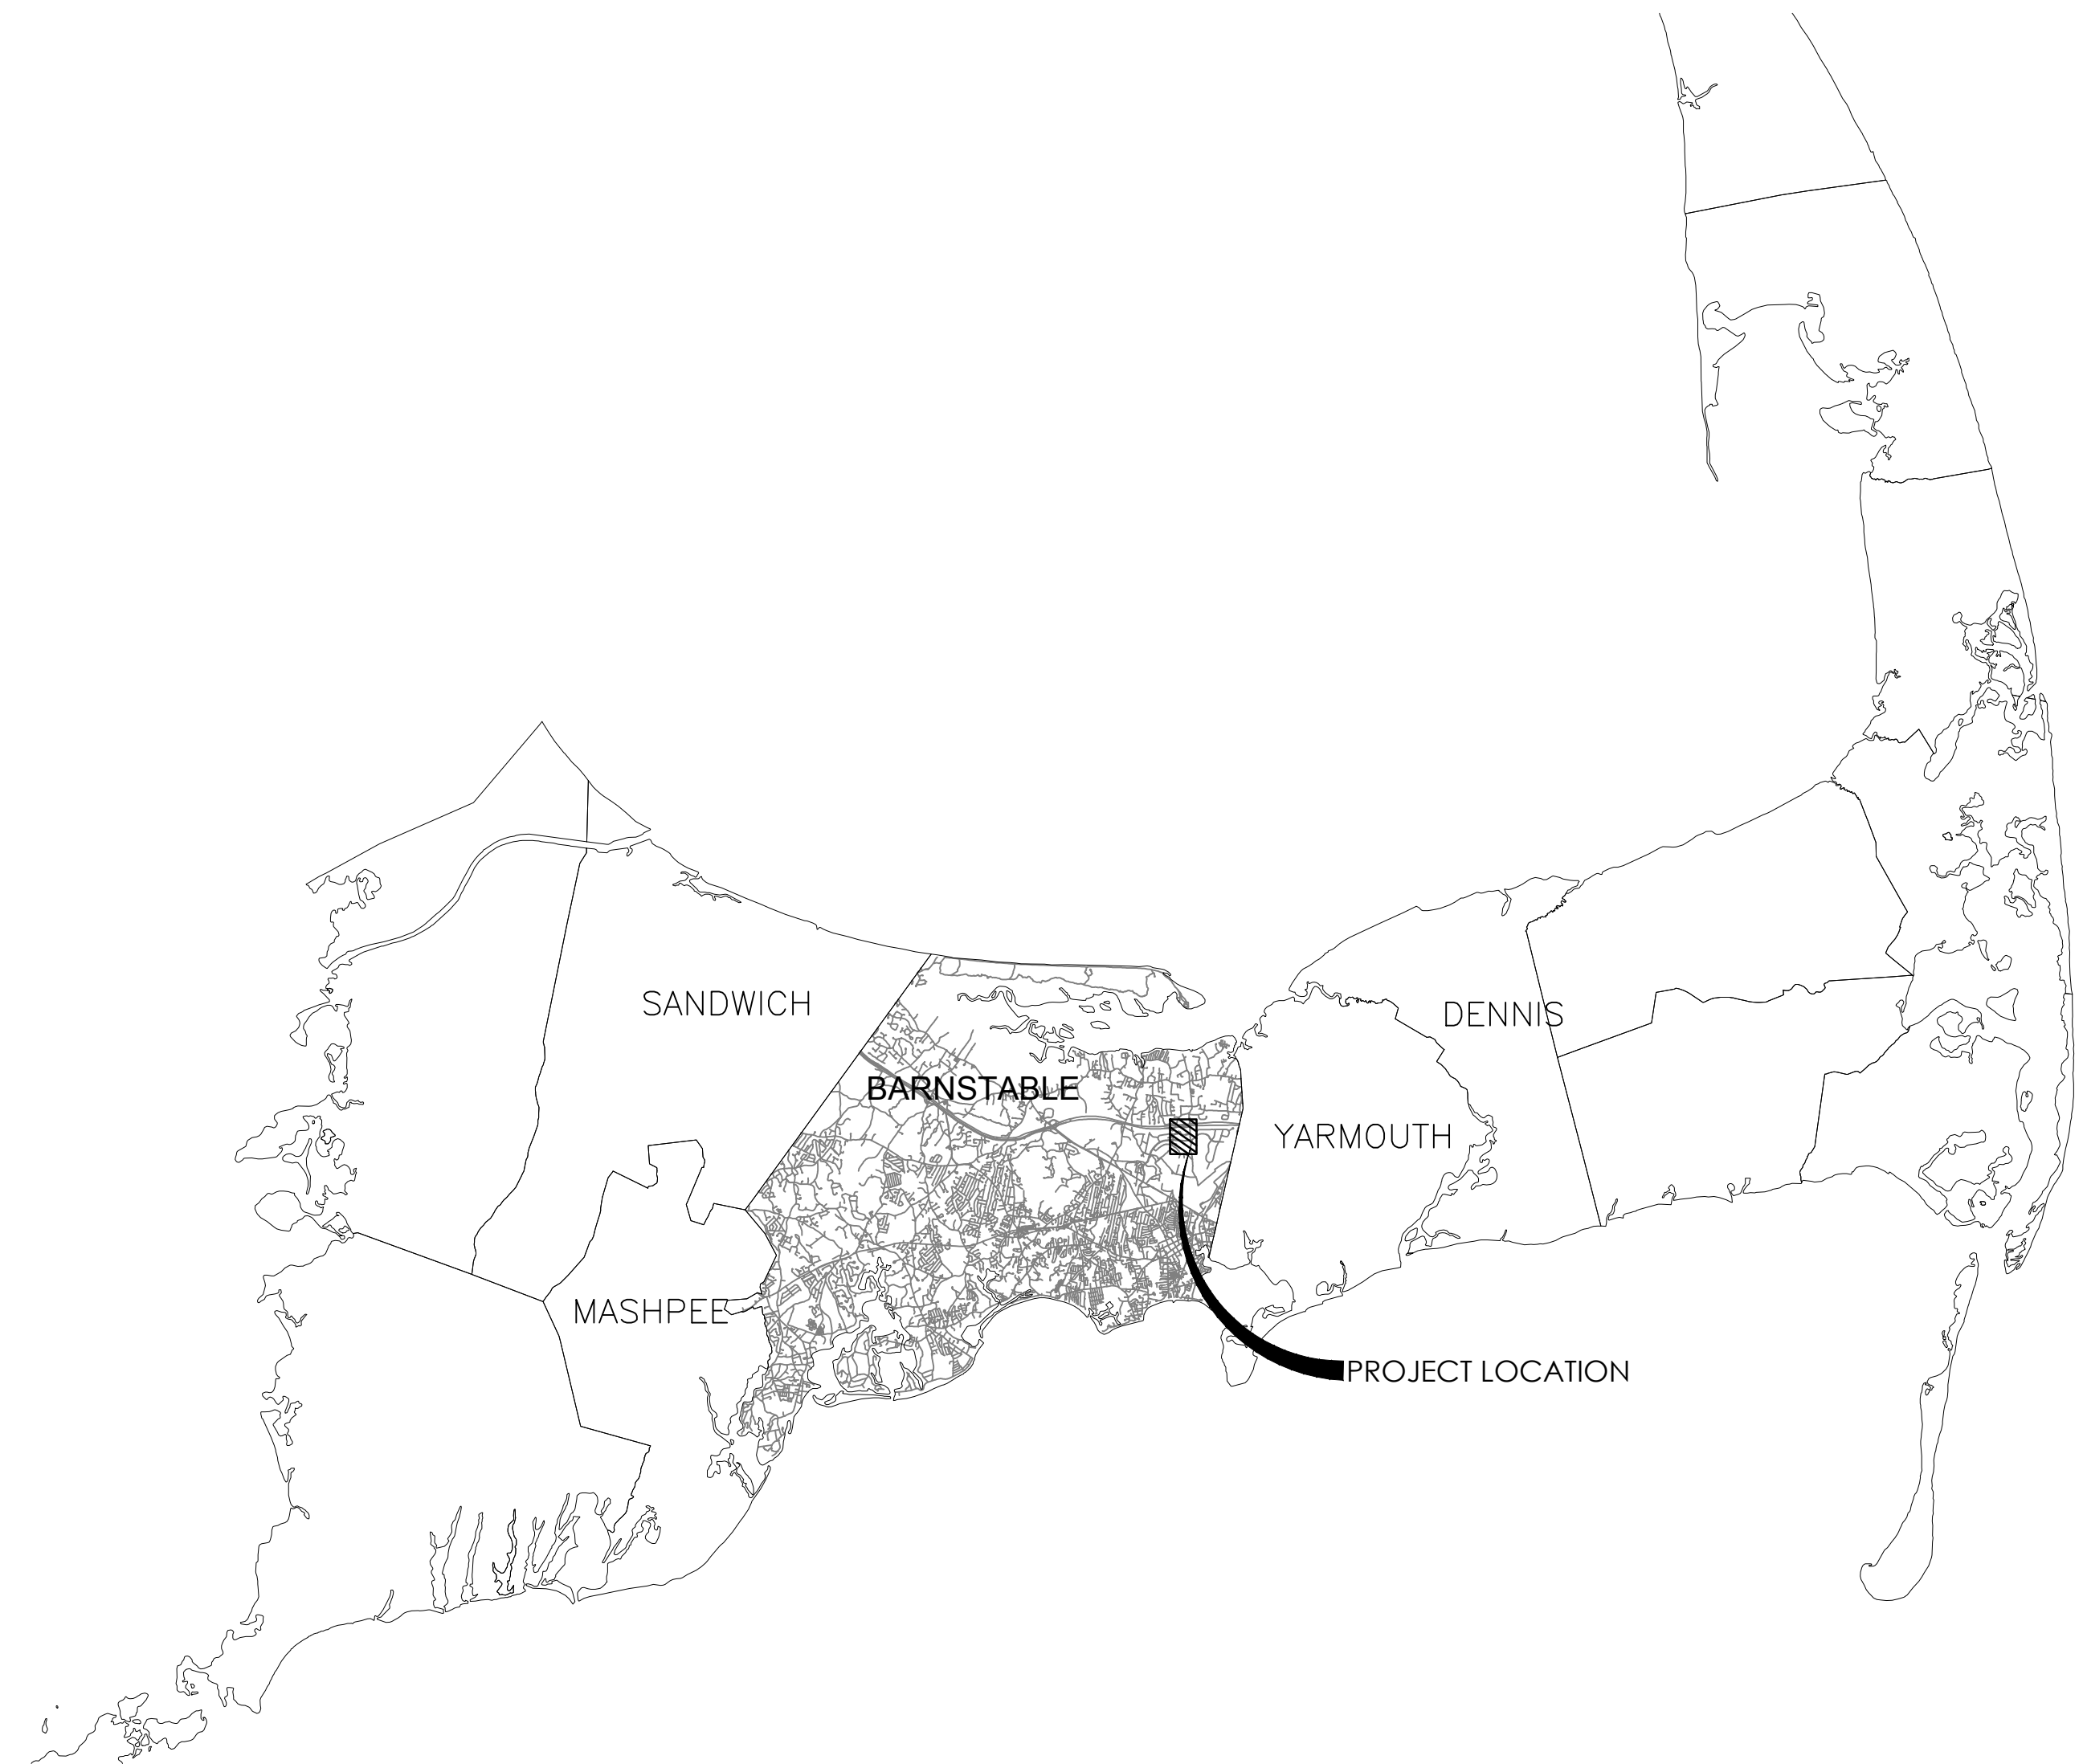 SANDWICH
DENNIS
BARNSTABLE
YARMOUTH
MASHPEE
PROJECT LOCATION